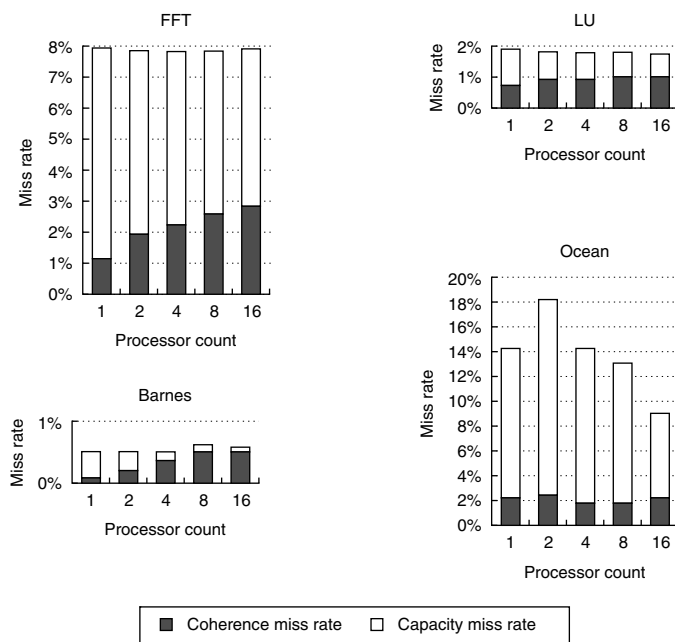 FFT
8%
7%
6%
5%
4%
3%
2%
1%
0%
Miss rate
1 2 4 8 16
Processor count
LU
2%
1%
0%
Miss rate
1 2 4 8 16
Processor count
Barnes
1%
0%
Miss rate
1 2 4 8 16
Processor count
Ocean
20%
18%
16%
14%
12%
10%
8%
6%
4%
2%
0%
Miss rate
1 2 4 8 16
Processor count
Coherence miss rate Capacity miss rate